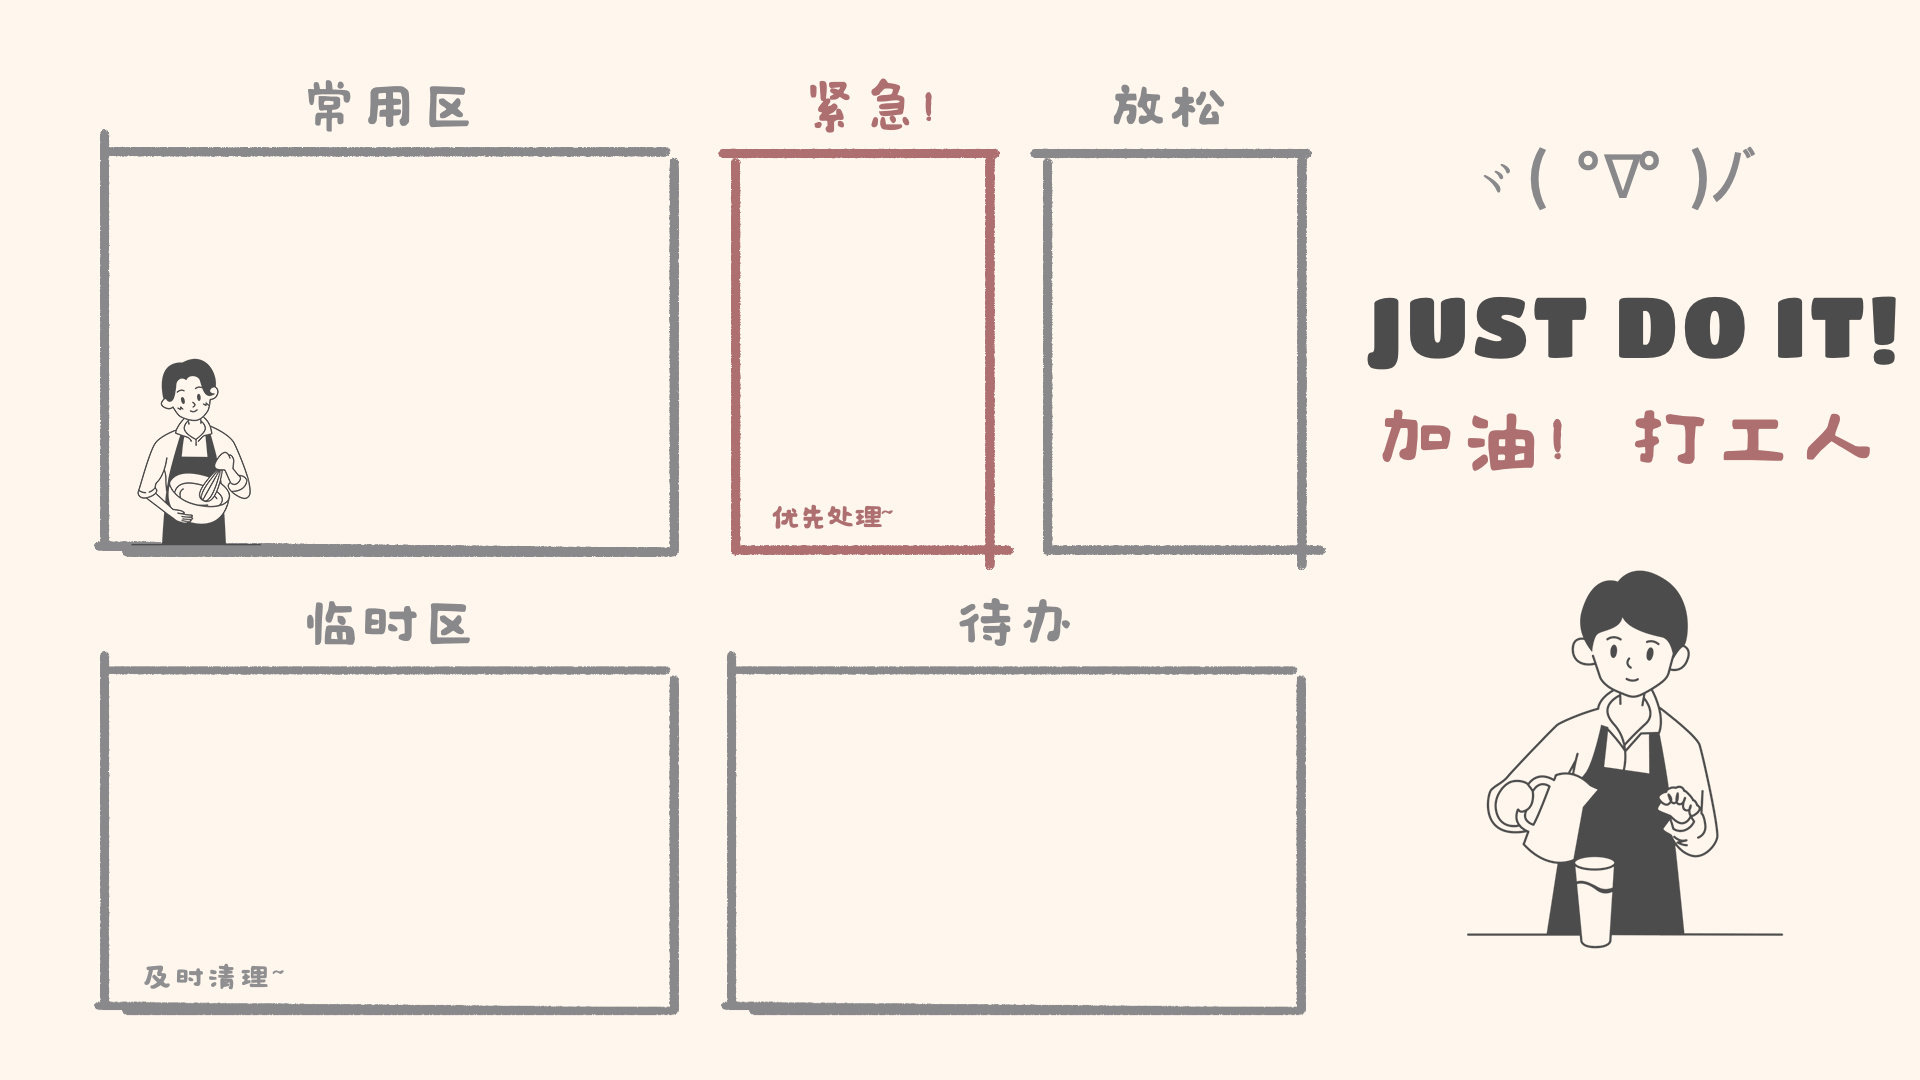 常用区
紧急!
放松
ヾ( °∇° )ﾉﾞ
JUST DO IT!
加油! 打工人
优先处理~
临时区
待办
及时清理~